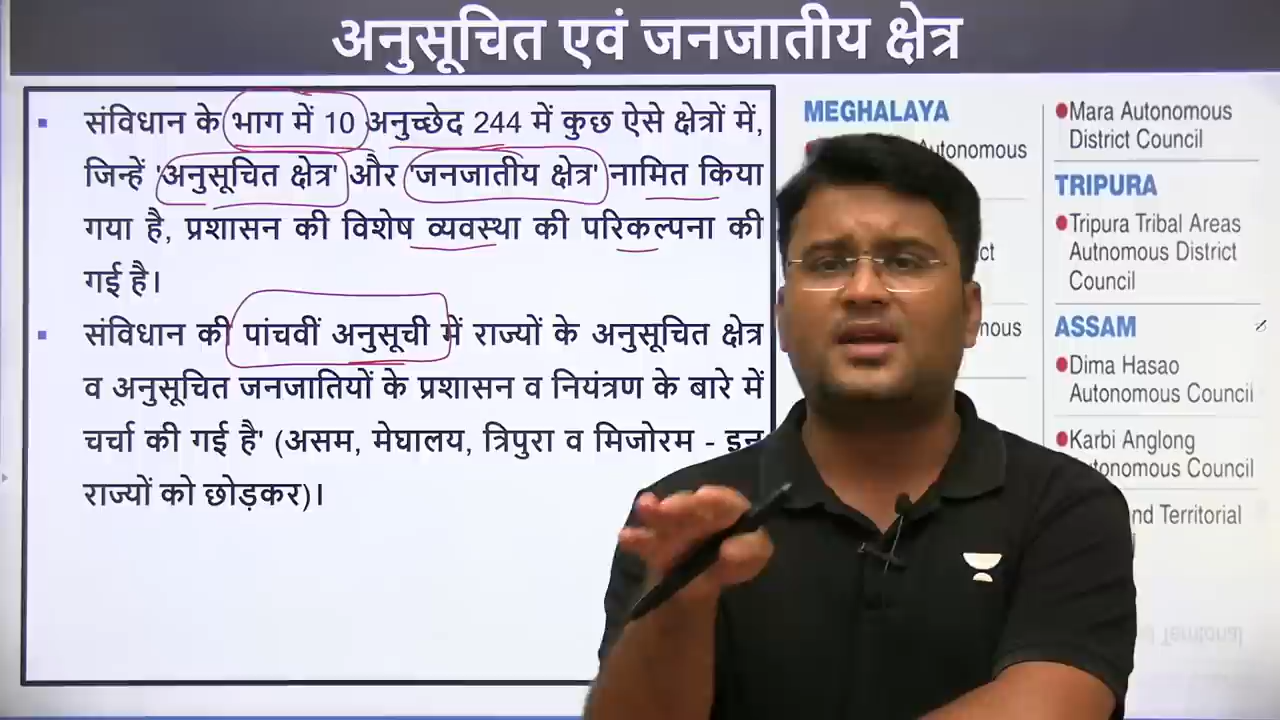 अनुसूचित एवं जनजातीय क्षेत्र
संविधान के भाग में 10 अनुच्छेद 244 में कुछ ऐसे क्षेत्रों में,
जिन्हें 'अनुसूचित क्षेत्र' और 'जनजातीय क्षेत्र' नामित किया
गया है, प्रशासन की विशेष व्यवस्था की परिकल्पना की
गई है।
संविधान की पांचवीं अनुसूची में राज्यों के अनुसूचित क्षेत्र
व अनुसूचित जनजातियों के प्रशासन व नियंत्रण के बारे में
चर्चा की गई है' (असम, मेघालय, त्रिपुरा व मिजोरम - इन
राज्यों को छोड़कर)।
MEGHALAYA
Mara Autonomous
District Council
TRIPURA
Tripura Tribal Areas
Autnomous District
Council
ASSAM
Dima Hasao
Autonomous Council
Karbi Anglong
Council
Territorial